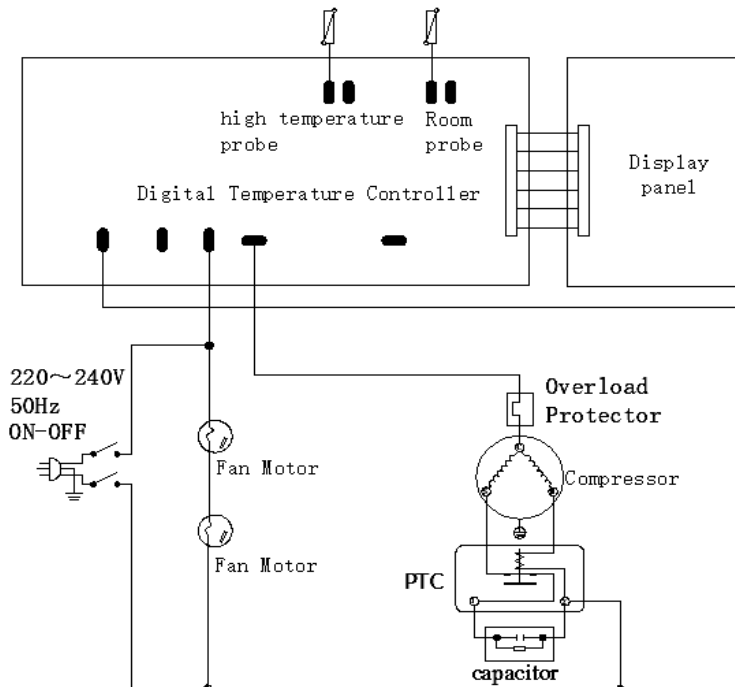 high temperature
probe
Room
probe
Display
panel
Digital Temperature Controller
220～240V
50Hz
ON-OFF
Overload
Protector
Fan Motor
Compressor
Fan Motor
PTC
capacitor